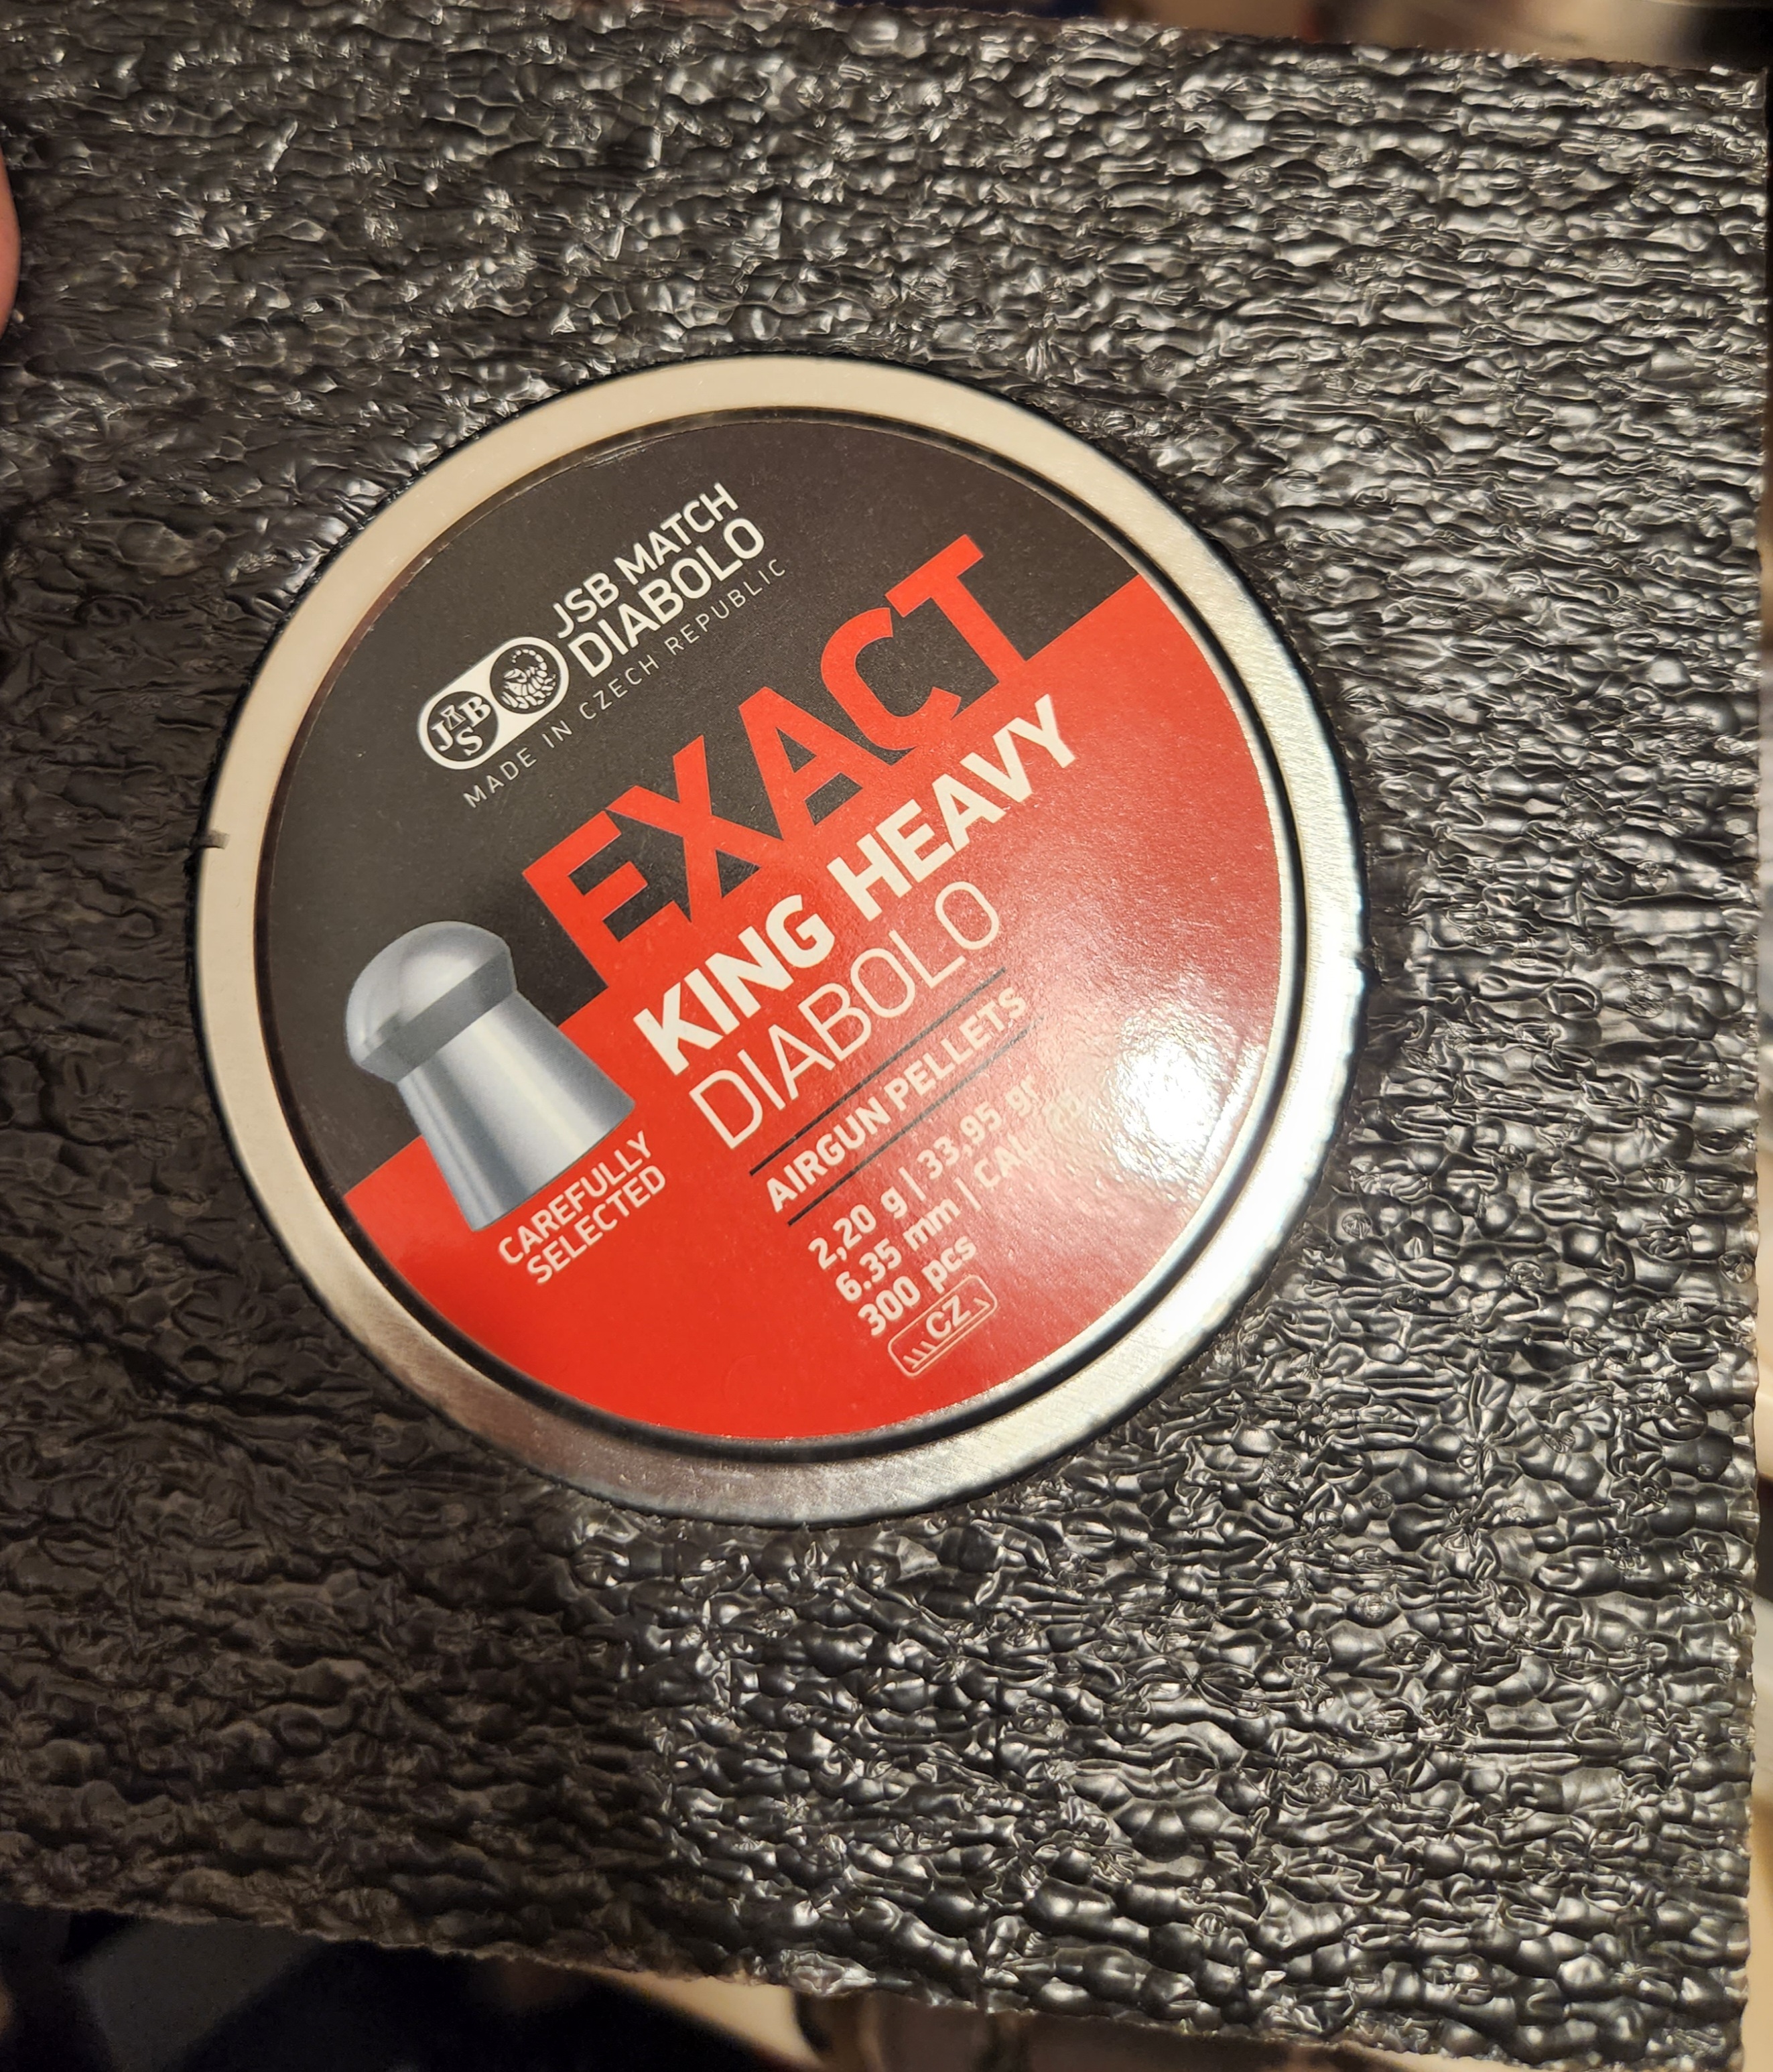 JSB
JSB MATCH
DIABOLO
MADE IN CZECH REPUBLIC
EXACT
KING HEAVY
DIABOLO
AIRGUN PELLETS
2,20 g | 33,95 gr
6.35 mm | CAL.
300 pcs
CZ
CAREFULLY
SELECTED